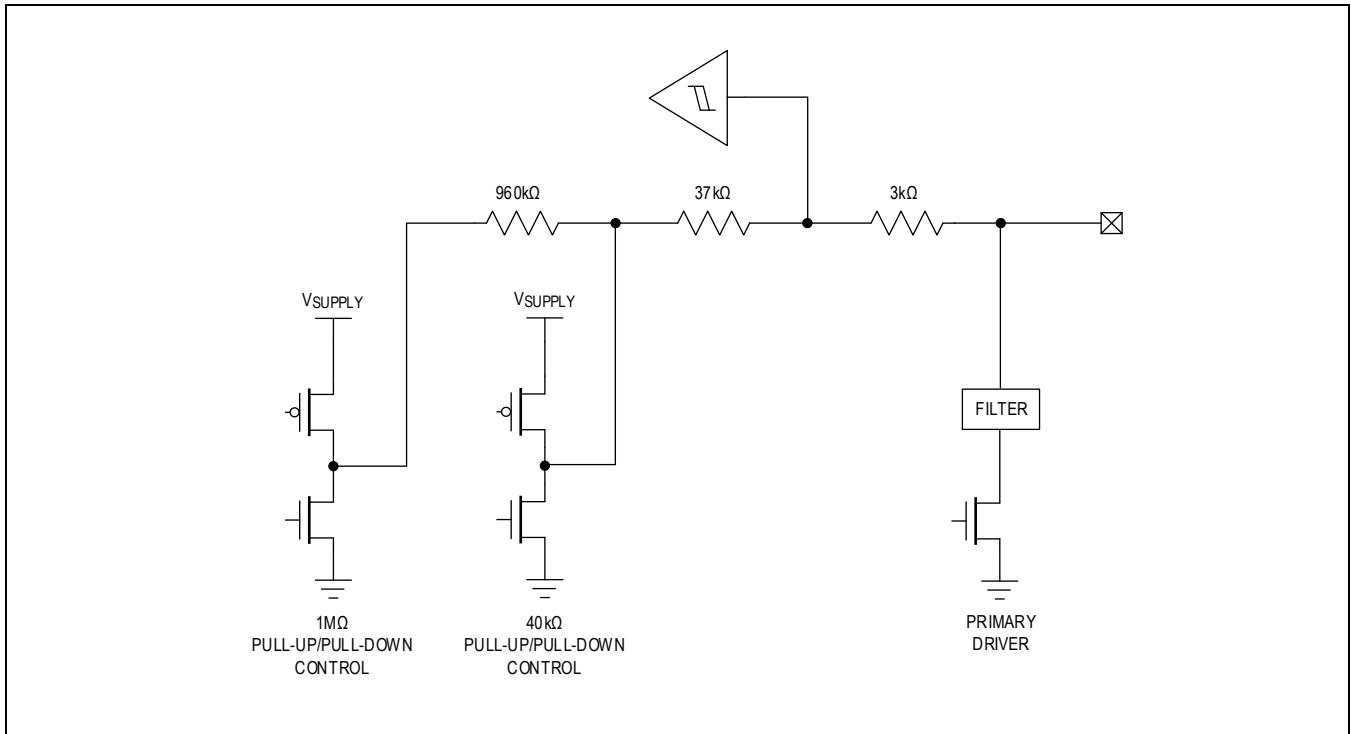 960kΩ
37kΩ
3kΩ
VSUPPLY
VSUPPLY
FILTER
1MΩ
PULL-UP/PULL-DOWN
CONTROL
40kΩ
PULL-UP/PULL-DOWN
CONTROL
PRIMARY
DRIVER